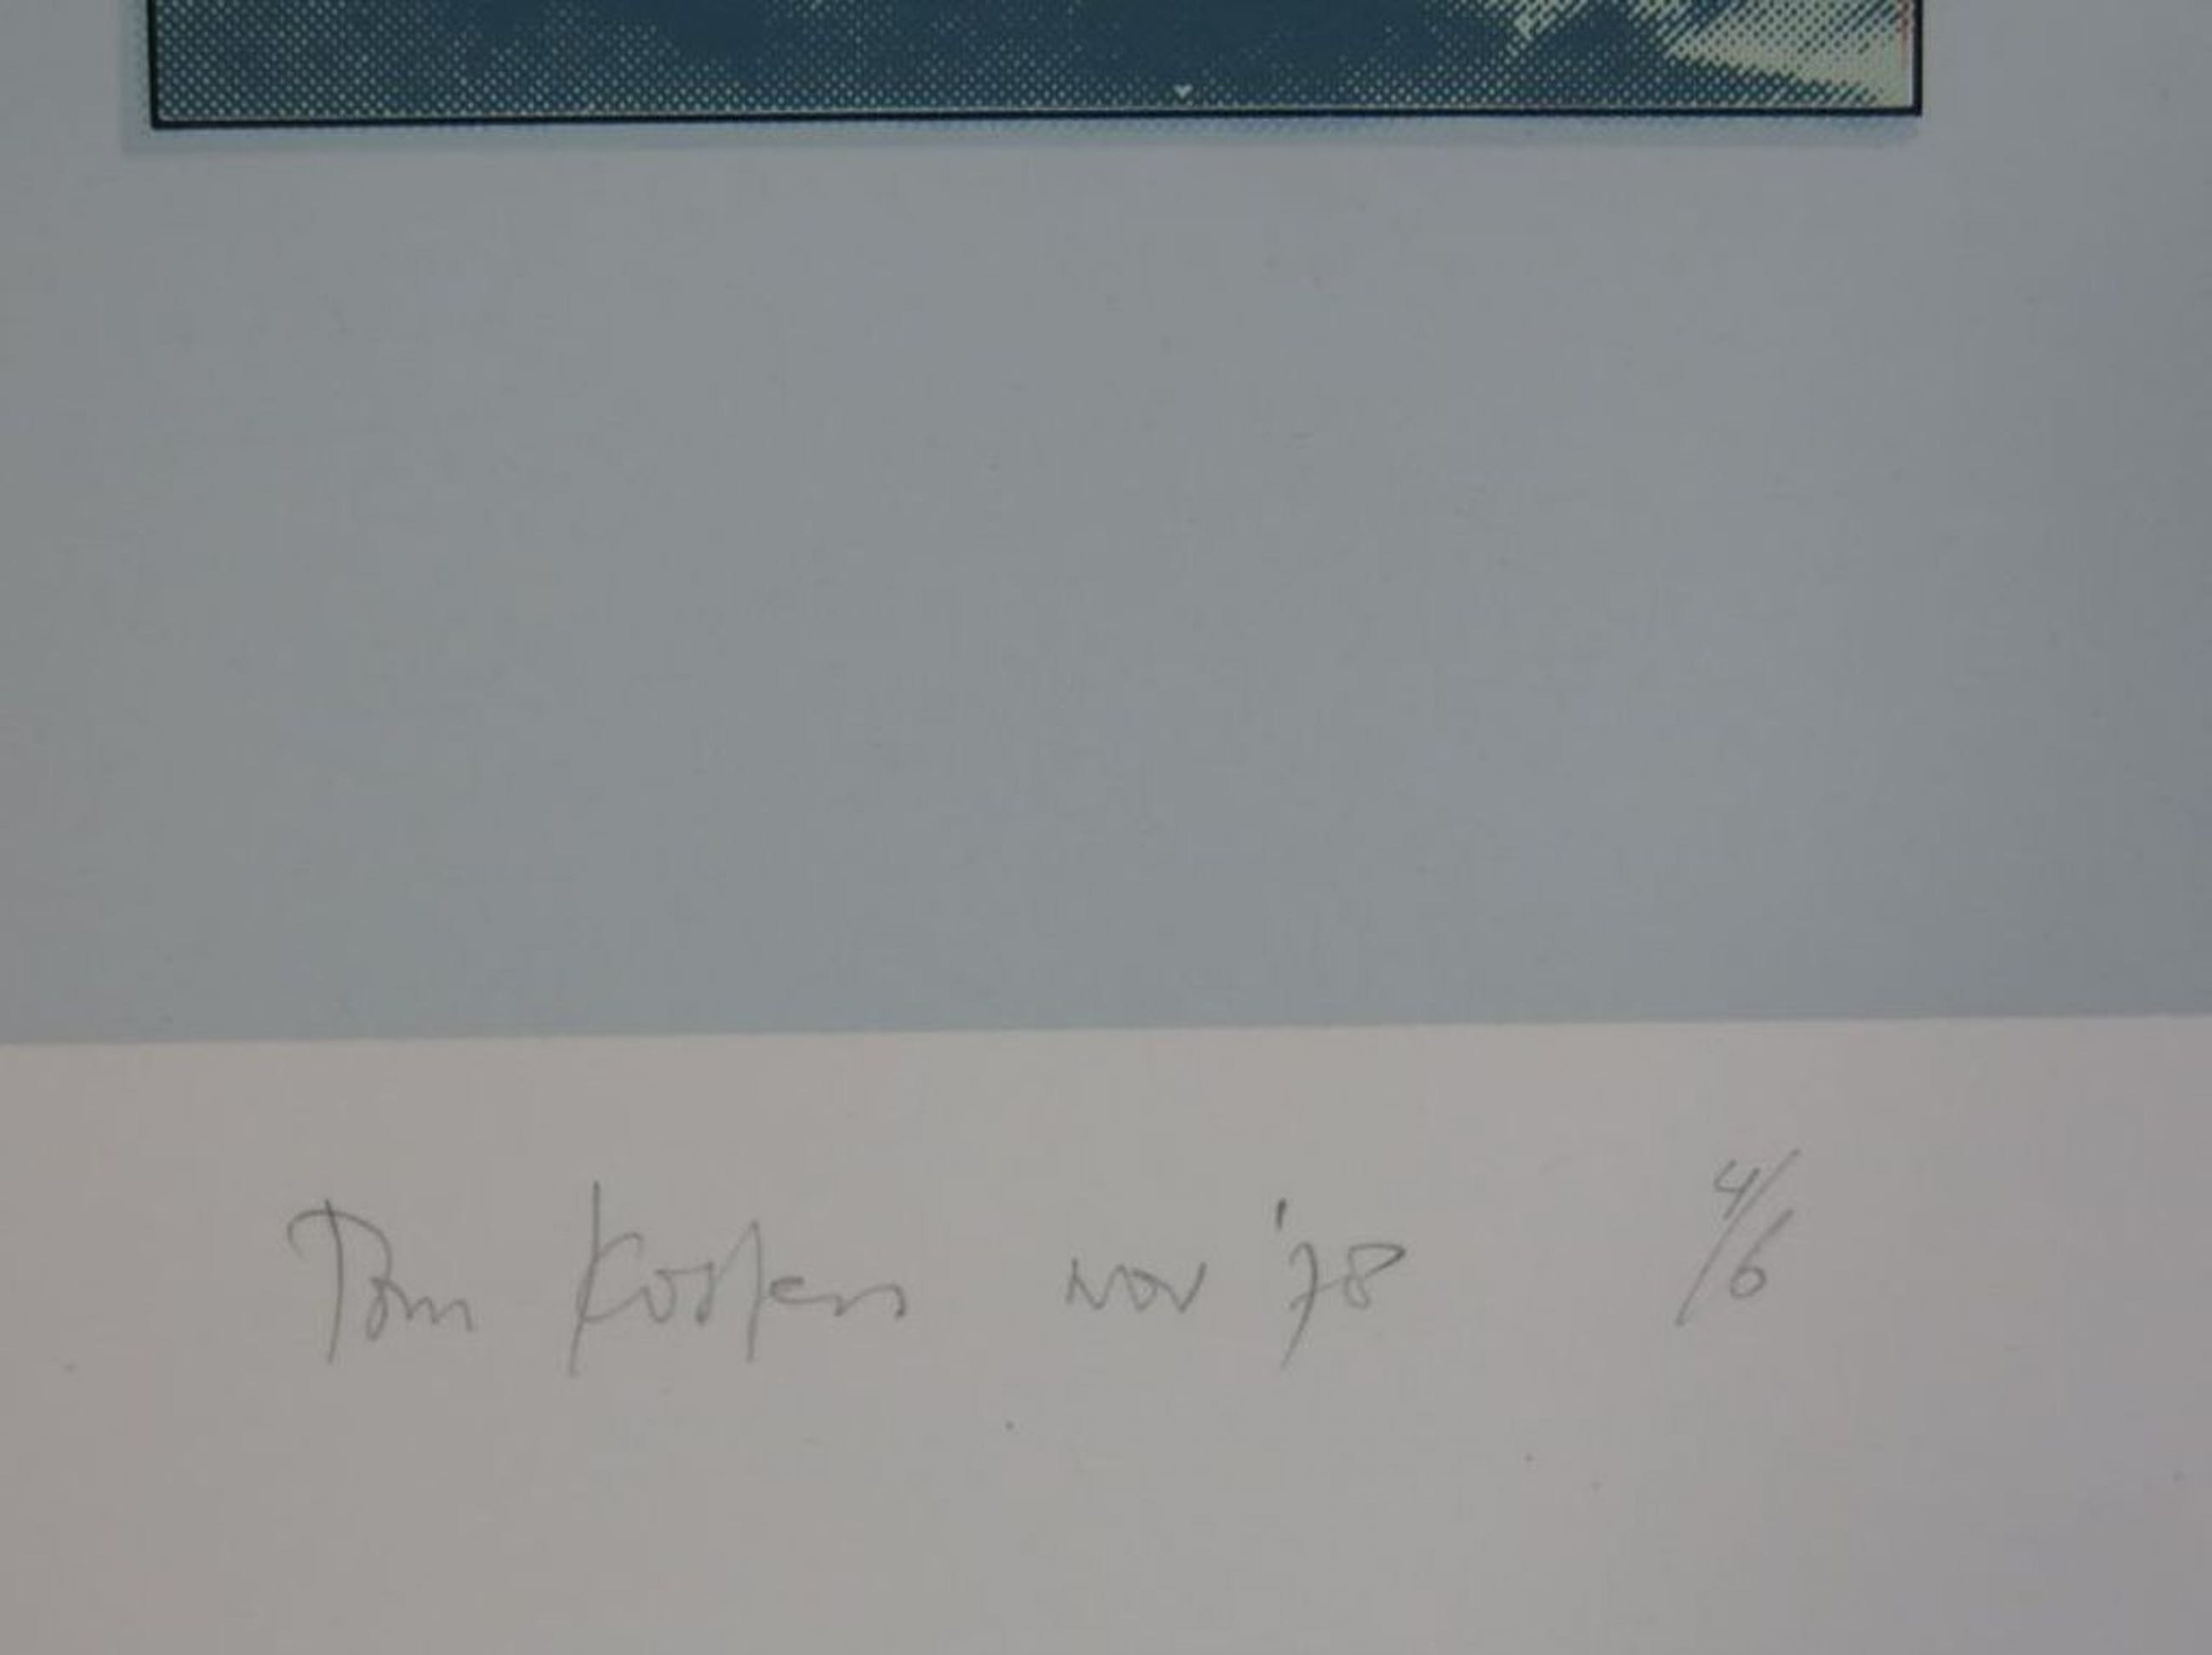 Tom Kosters nov '78 4/6